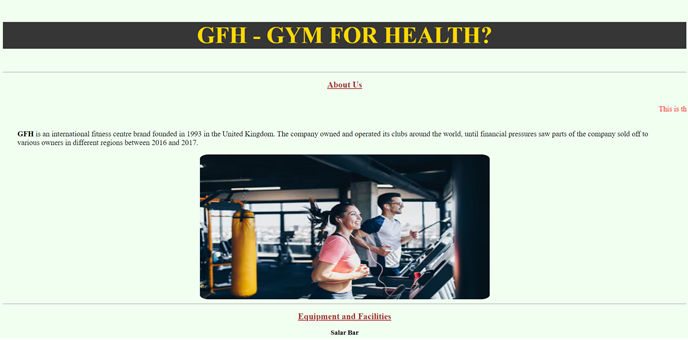 GFH - GYM FOR HEALTH?
About Us
This is th
GFH is an international fitness centre brand founded in 1993 in the United Kingdom. The company owned and operated its clubs around the world, until financial pressures saw parts of the company sold off to
various owners in different regions between 2016 and 2017.
Equipment and Facilities
Salar Bar